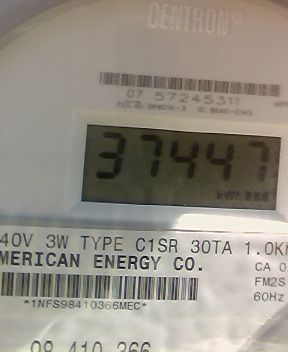 CENTRON®
07 57245311
37447
kWh
40V 3W TYPE C1SR 30TA 1.0K
MERICAN ENERGY CO.
CA 0
FM2S
*1NFS98410366MEC*
60Hz
98 410 366